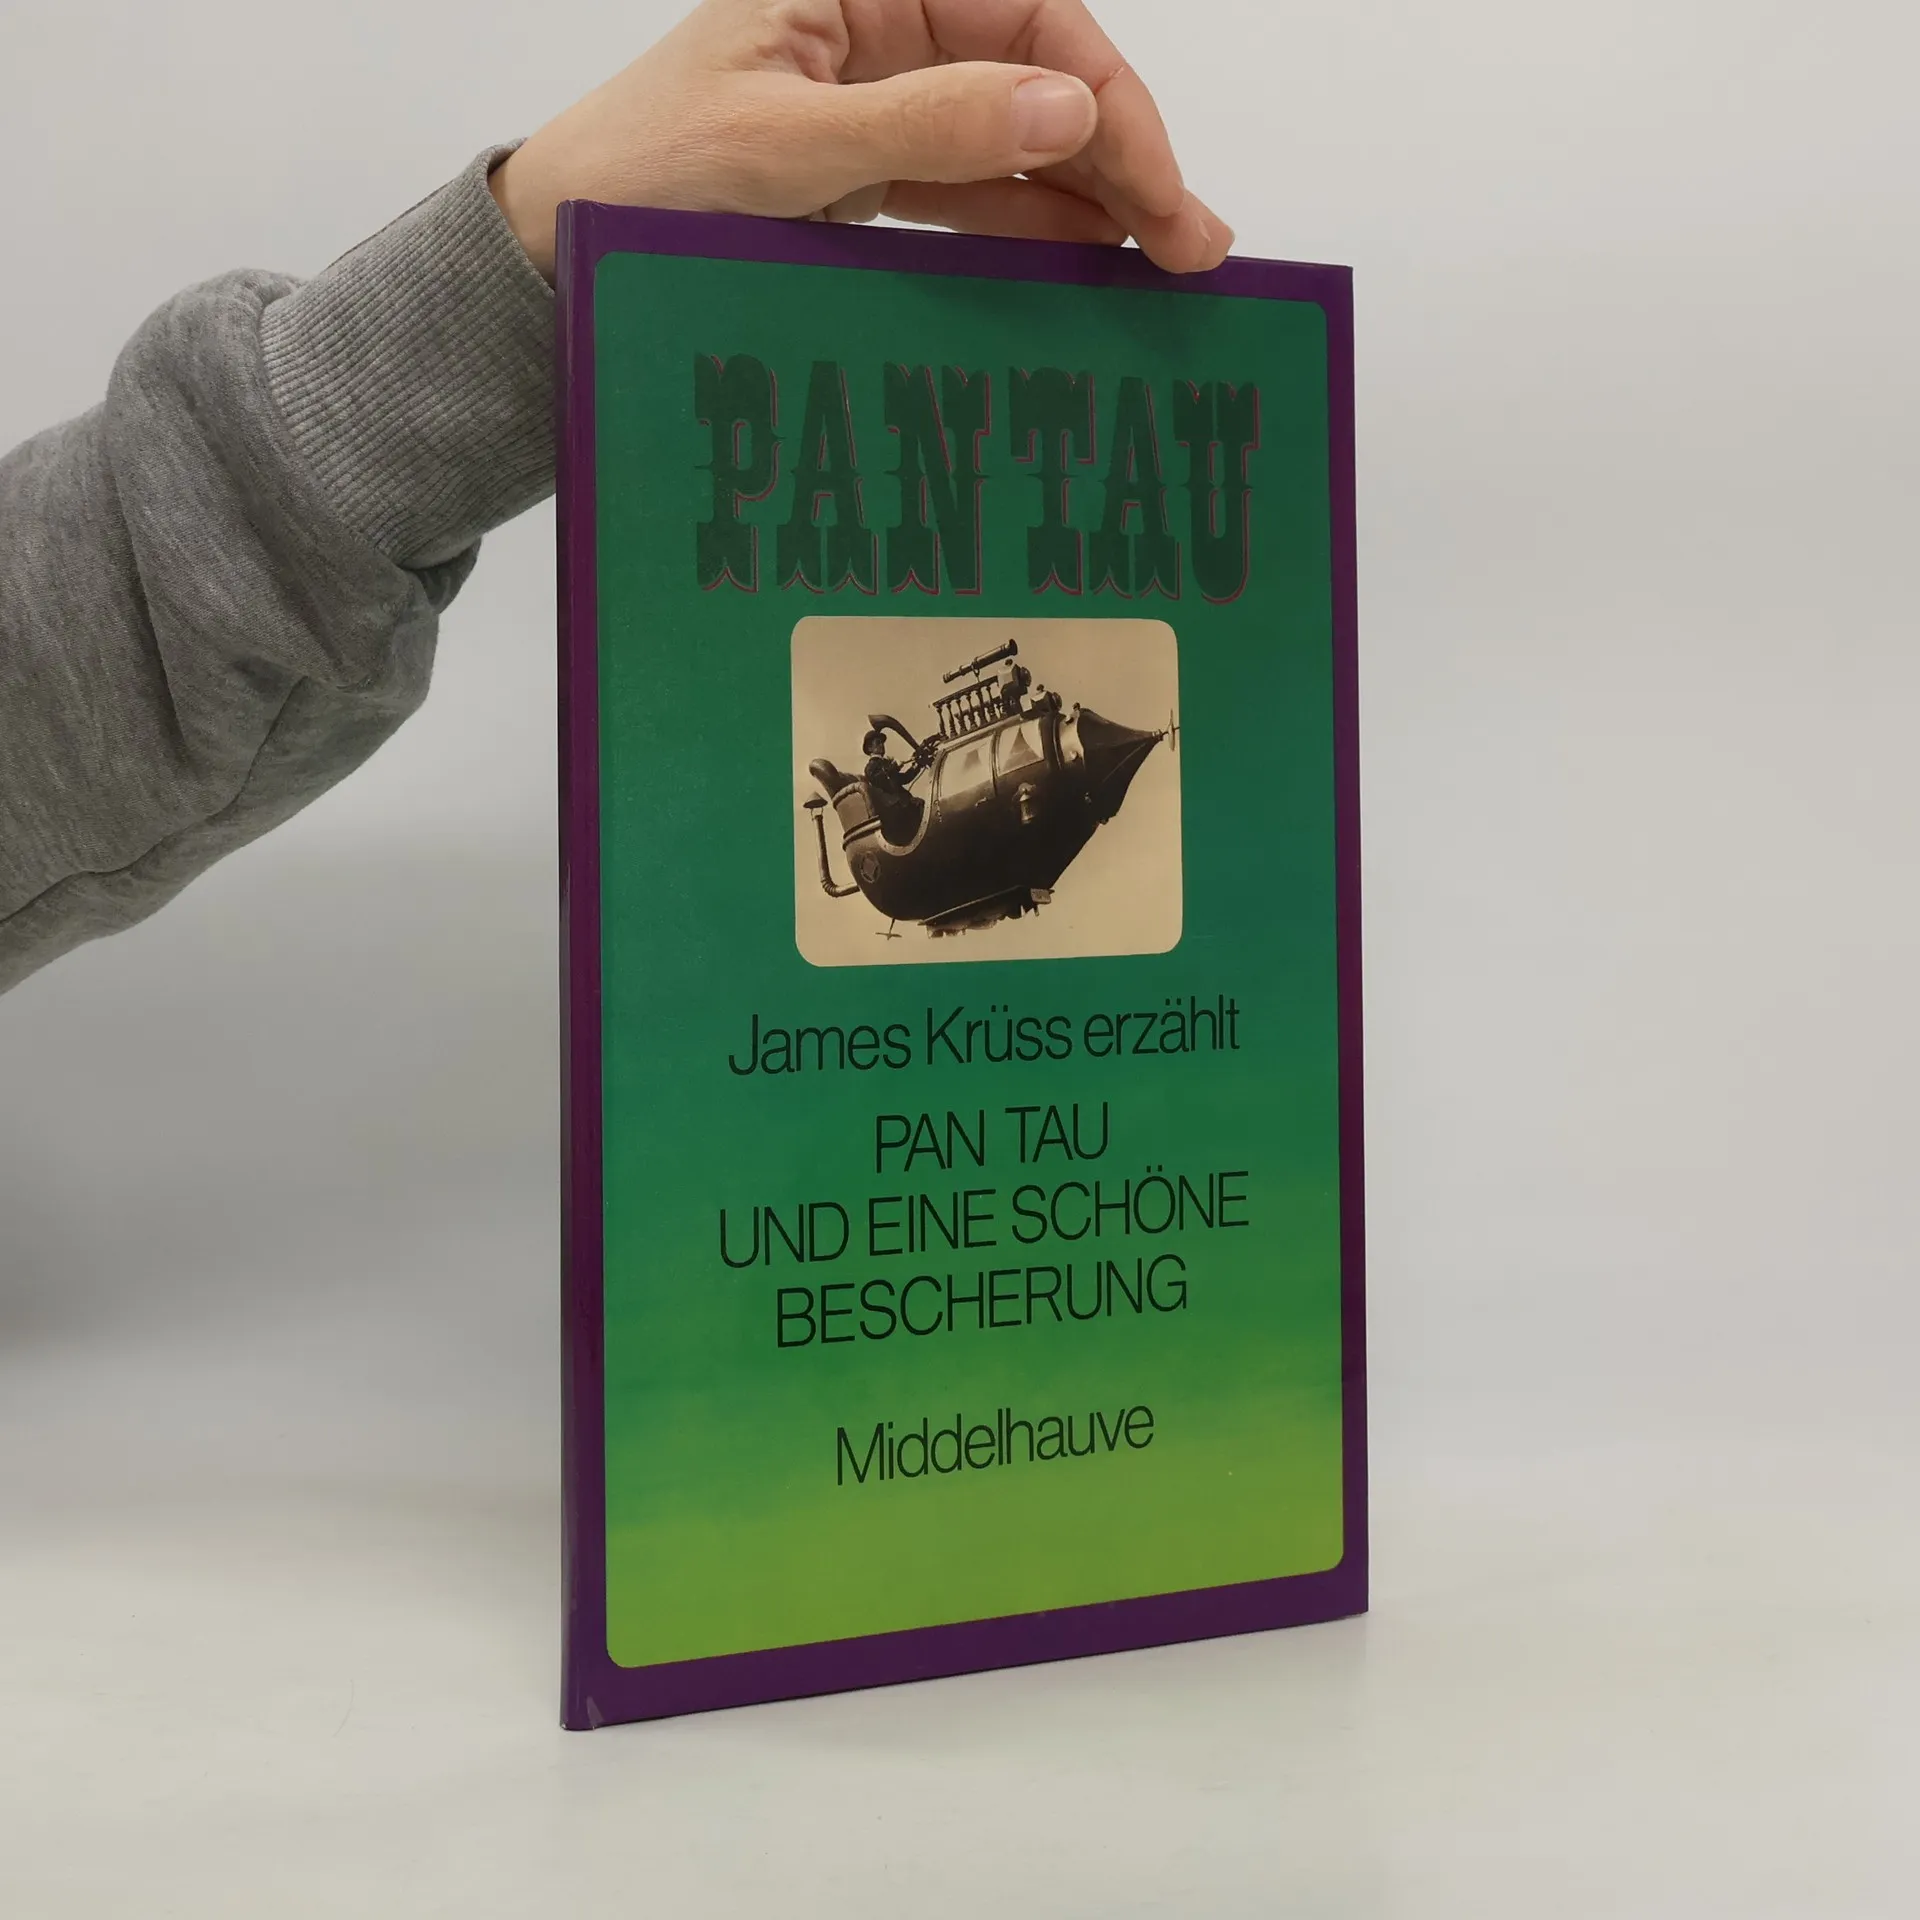 PAN TAU
James Krüss erzählt
PAN TAU
UND EINE SCHÖNE
BESCHERUNG
Middelhauve